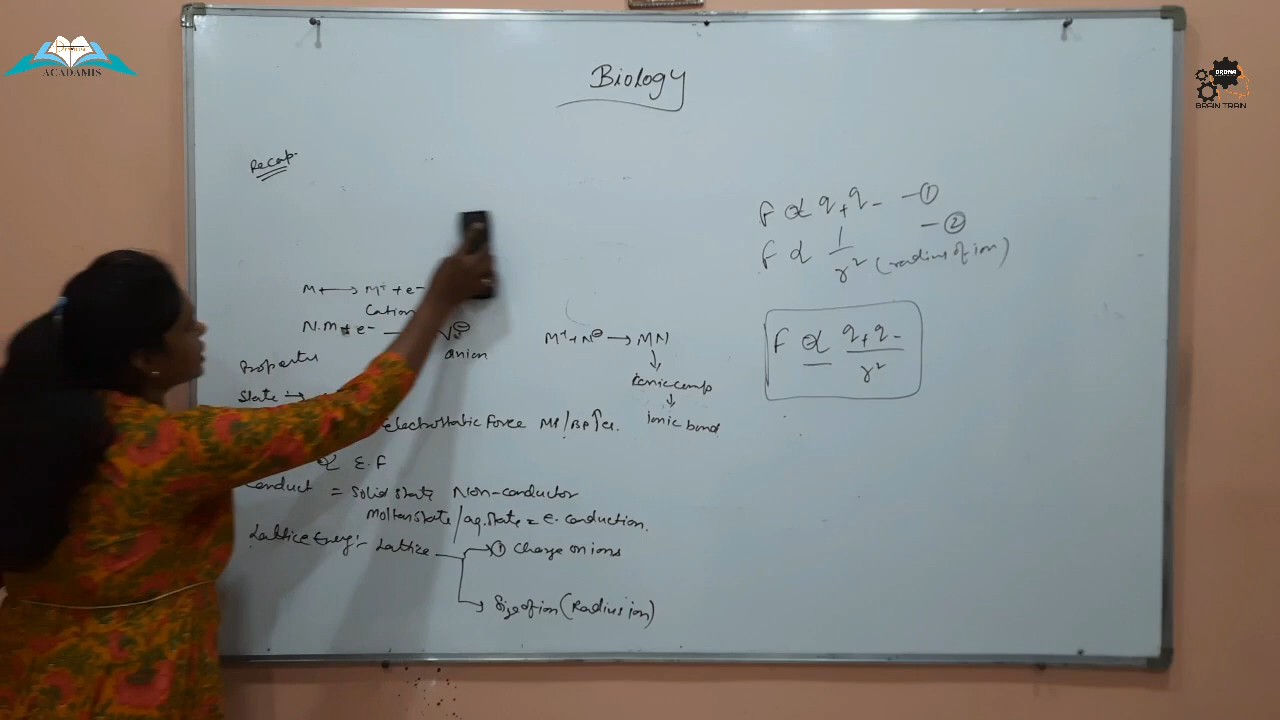 ACADAMIS
DROMA
BRAIN TRAIN
Biology
Recap
M ⟷ M⁺ + e⁻
Cation
N.M + e⁻
anion
M⁺ + N⊖ → MN
↓
Ionic comp
↓
ionic bond
State →
electrostatic Force MP/BP↑es.
∝ E.F
Conduct = Solid state Non-conductor
Molten state / aq. state = E. conduction.
Lattice Energy:- Lattice → ① Charge on ions
→ Size of ion (Radius ion)
F ∝ q₊q₋ — ①
— ②
F ∝ 1/r² (radius of ion)
F ∝ q₊q₋/r²